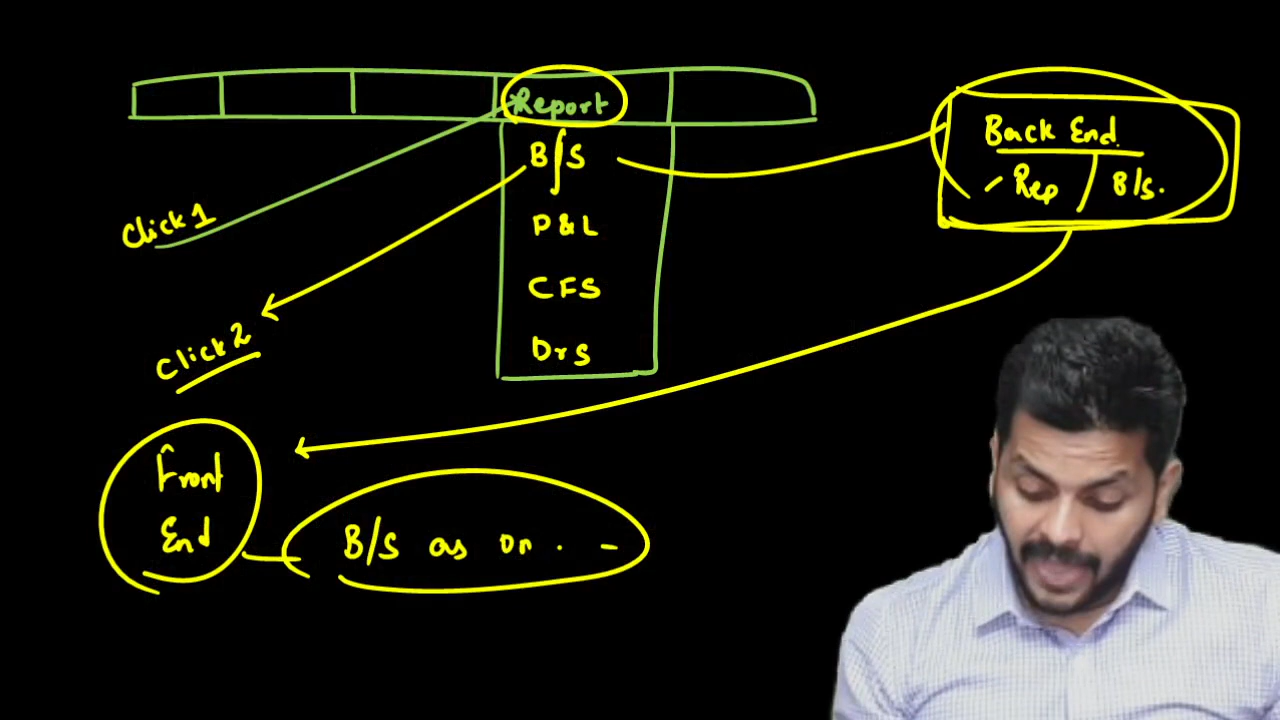 Report
B/S
P & L
CFS
Drs
Click 1
Click 2
Back End
Rep / B/s.
Front
End
B/S as on . -